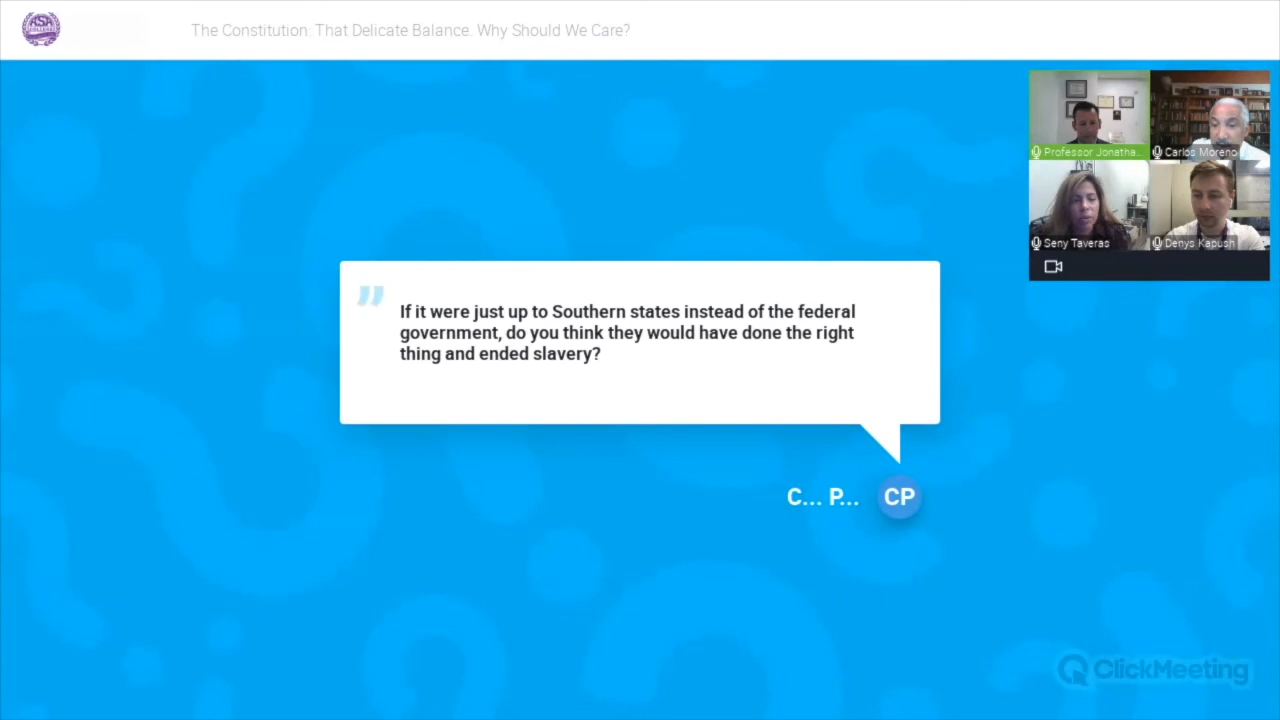 The Constitution: That Delicate Balance. Why Should We Care?
ASA
Professor Jonatha...
Carlos Moreno
Seny Taveras
Denys Kapush
If it were just up to Southern states instead of the federal
government, do you think they would have done the right
thing and ended slavery?
C... P...
CP
ClickMeeting